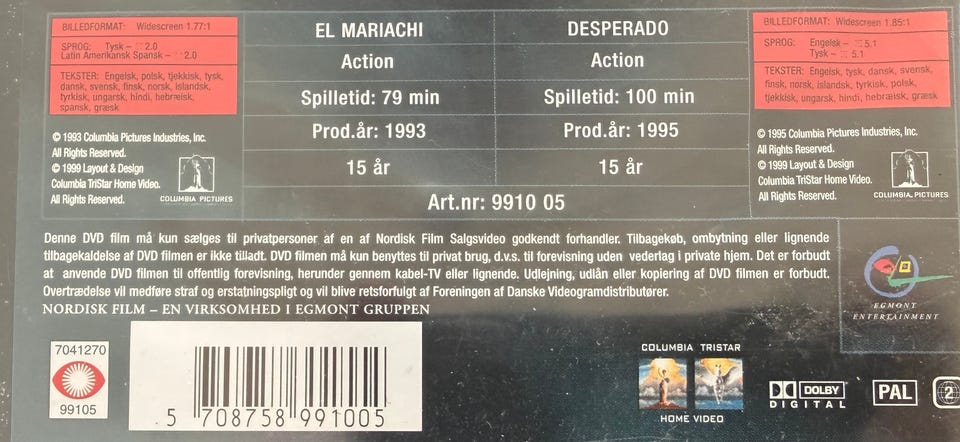 BILLEDFORMAT: Widescreen 1.77:1
SPROG: Tysk – 2.0
Latin Amerikansk Spansk – 2.0
TEKSTER: Engelsk, polsk, tjekkisk, tysk,
dansk, svensk, finsk, norsk, islandsk,
tyrkisk, ungarsk, hindi, hebræisk,
spansk, græsk
© 1993 Columbia Pictures Industries, Inc.
All Rights Reserved.
© 1999 Layout & Design
Columbia TriStar Home Video.
All Rights Reserved.
COLUMBIA PICTURES
EL MARIACHI
DESPERADO
Action
Action
Spilletid: 79 min
Spilletid: 100 min
Prod.år: 1993
Prod.år: 1995
15 år
15 år
Art.nr: 9910 05
BILLEDFORMAT: Widescreen 1.85:1
SPROG: Engelsk – 5.1
Tysk – 5.1
TEKSTER: Engelsk, tysk, dansk, svensk,
finsk, norsk, islandsk, tyrkisk, polsk,
tjekkisk, ungarsk, hindi, hebræisk, græsk
© 1995 Columbia Pictures Industries, Inc.
All Rights Reserved.
© 1999 Layout & Design
Columbia TriStar Home Video.
All Rights Reserved.
COLUMBIA PICTURES
Denne DVD film må kun sælges til privatpersoner af en af Nordisk Film Salgsvideo godkendt forhandler. Tilbagekøb, ombytning eller lignende
tilbagekaldelse af DVD filmen er ikke tilladt. DVD filmen må kun benyttes til privat brug, d.v.s. til forevisning uden vederlag i private hjem. Det er forbudt
at anvende DVD filmen til offentlig forevisning, herunder gennem kabel-TV eller lignende. Udlejning, udlån eller kopiering af DVD filmen er forbudt.
Overtrædelse vil medføre straf og erstatningspligt og vil blive retsforfulgt af Foreningen af Danske Videogramdistributører.
NORDISK FILM – EN VIRKSOMHED I EGMONT GRUPPEN
EGMONT
ENTERTAINMENT
7041270
99105
5 708758 991005
COLUMBIA TRISTAR
HOME VIDEO
DOLBY
DIGITAL
PAL
2